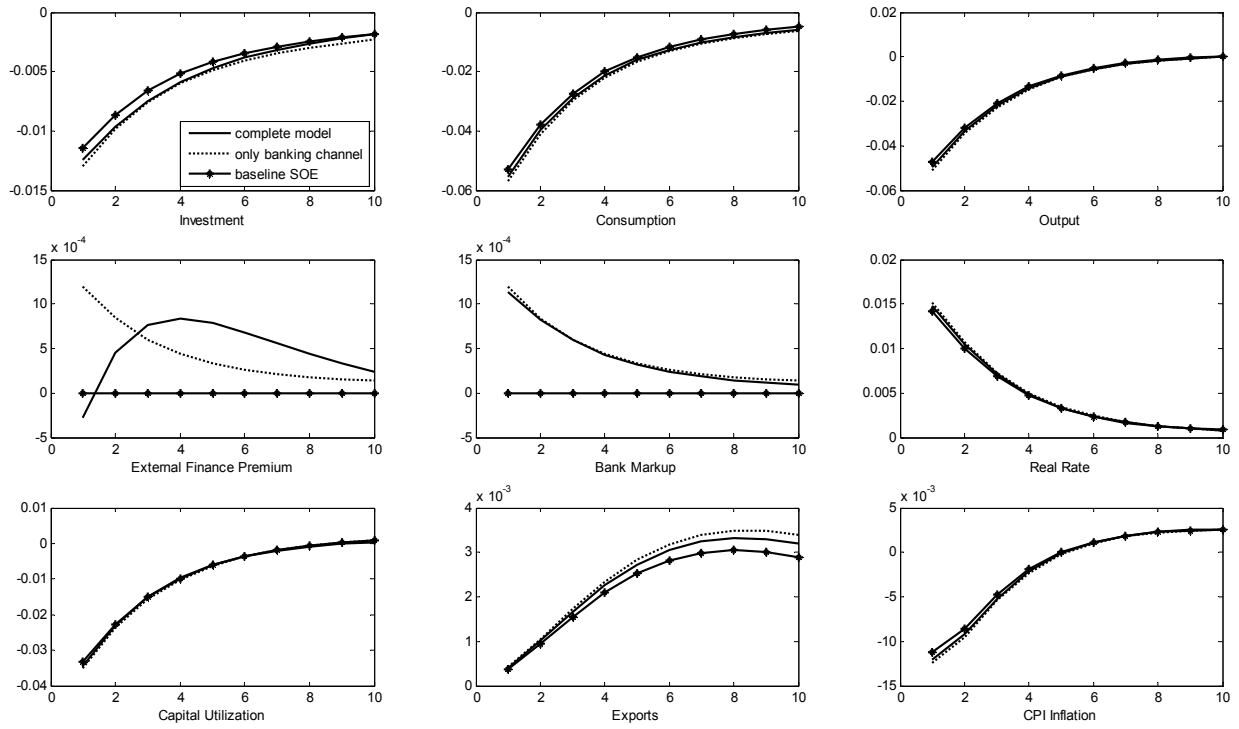 0
-0.005
-0.01
-0.015
0 2 4 6 8 10
Investment
complete model
only banking channel
baseline SOE
0
-0.02
-0.04
-0.06
0 2 4 6 8 10
Consumption
0.02
0
-0.02
-0.04
-0.06
0 2 4 6 8 10
Output
x 10-4
15
10
5
0
-5
0 2 4 6 8 10
External Finance Premium
x 10-4
15
10
5
0
-5
0 2 4 6 8 10
Bank Markup
0.02
0.015
0.01
0.005
0
0 2 4 6 8 10
Real Rate
0.01
0
-0.01
-0.02
-0.03
-0.04
0 2 4 6 8 10
Capital Utilization
x 10-3
4
3
2
1
0
0 2 4 6 8 10
Exports
x 10-3
5
0
-5
-10
-15
0 2 4 6 8 10
CPI Inflation